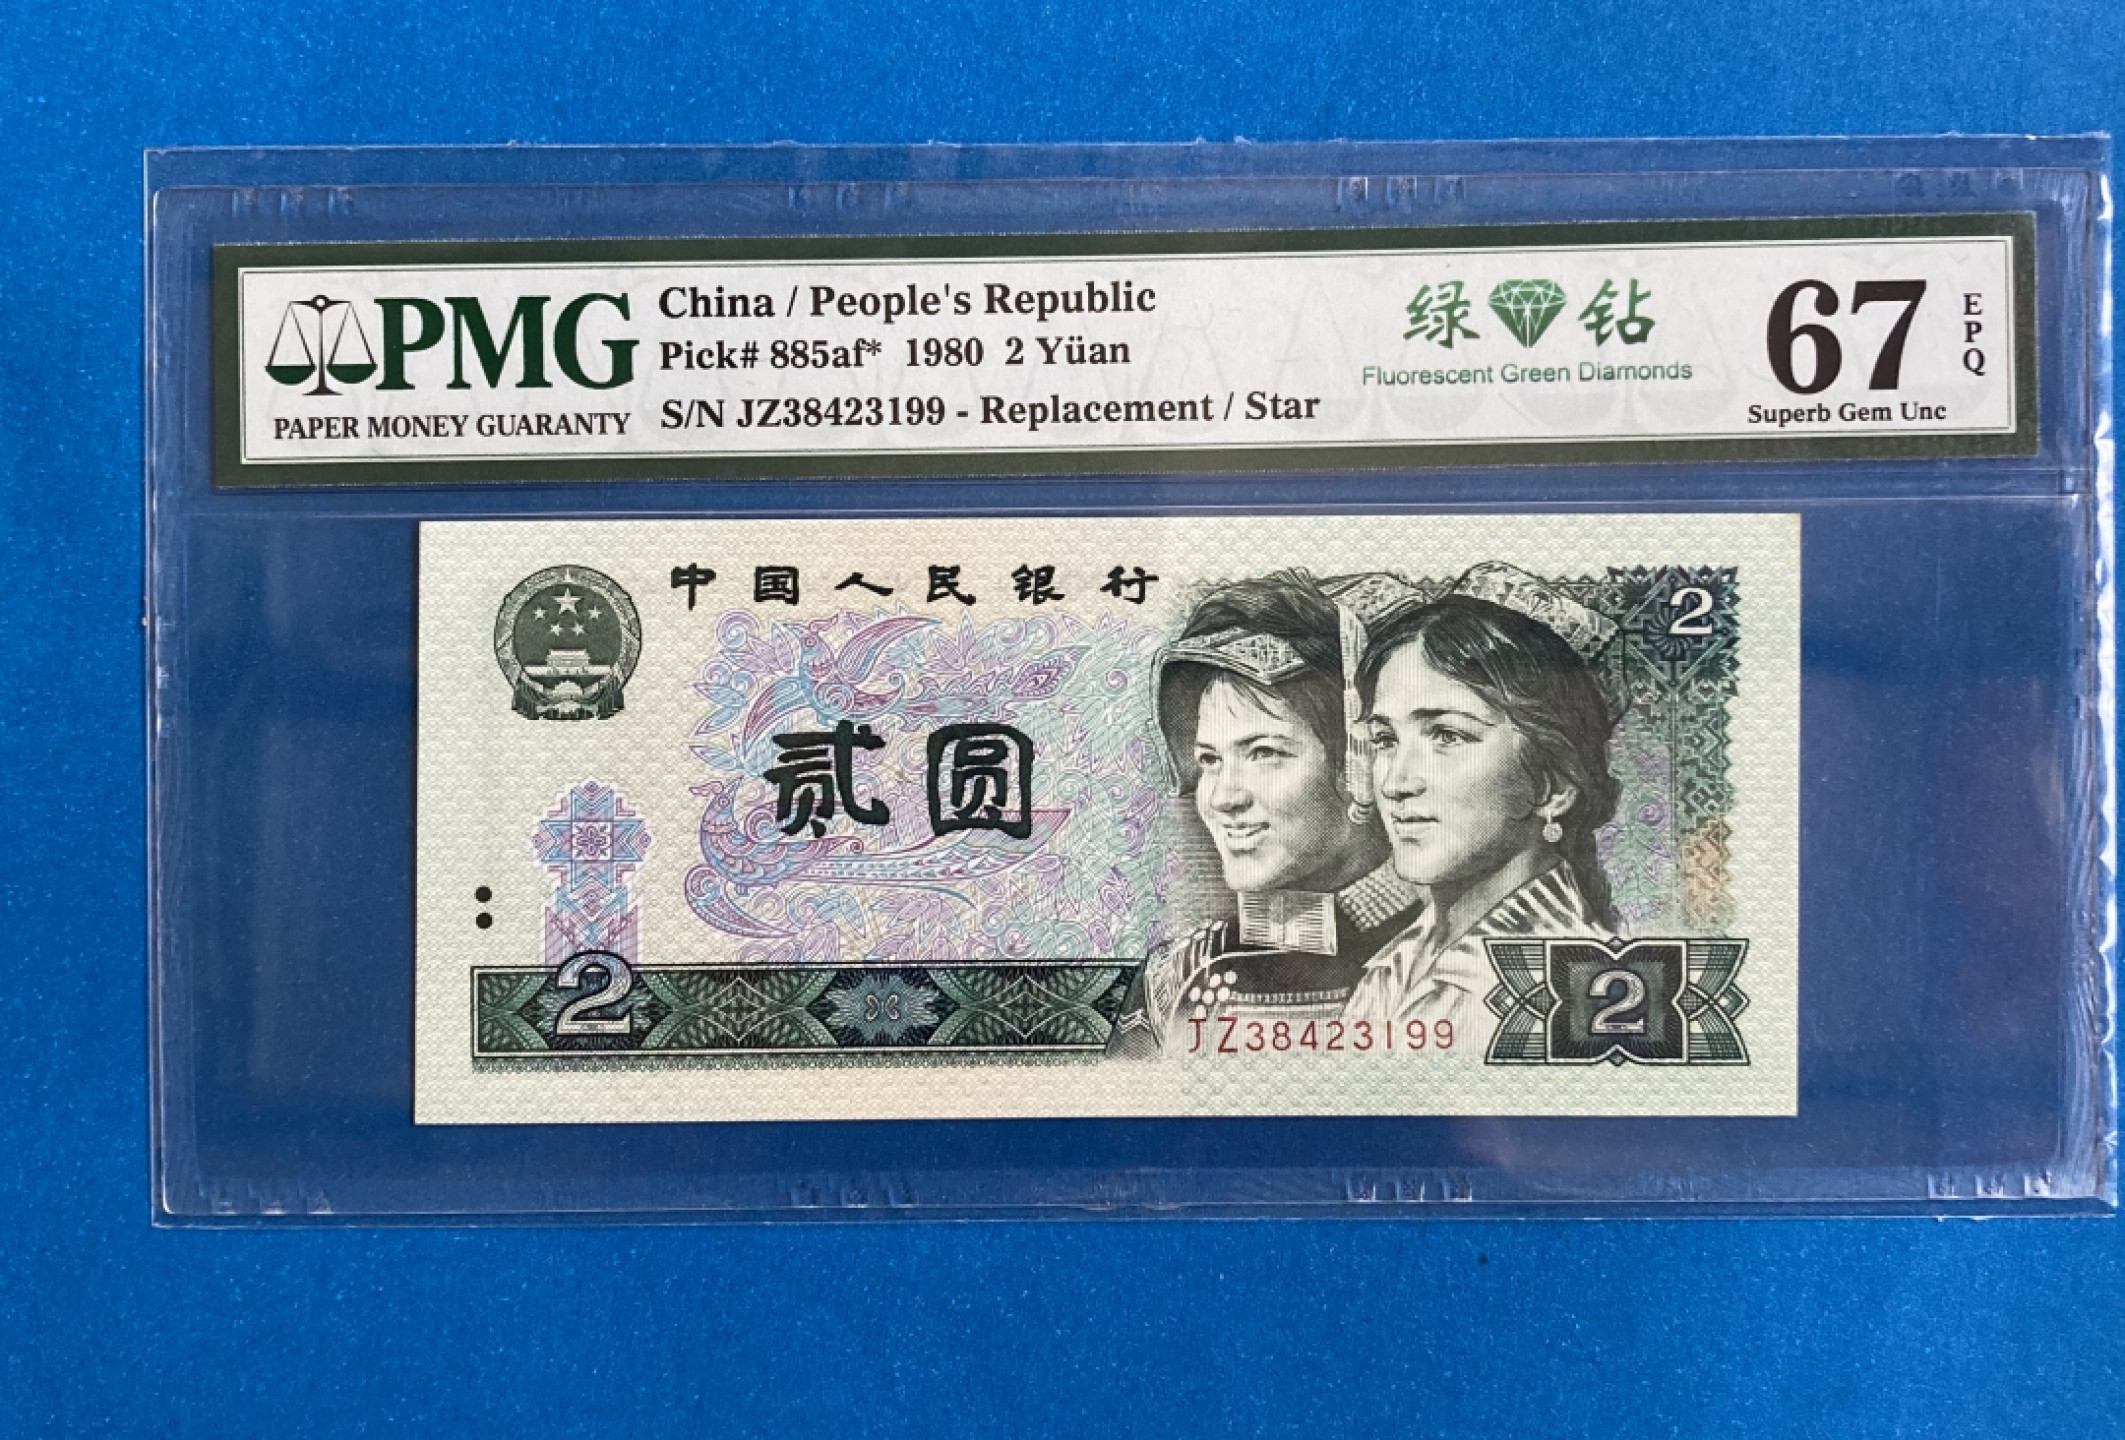 PMG
PAPER MONEY GUARANTY
China / People's Republic
Pick# 885af* 1980 2 Yüan
S/N JZ38423199 - Replacement / Star
绿 钻
Fluorescent Green Diamonds
67
EPQ
Superb Gem Unc
中国人民银行
2
贰圆
2
JZ38423199
2